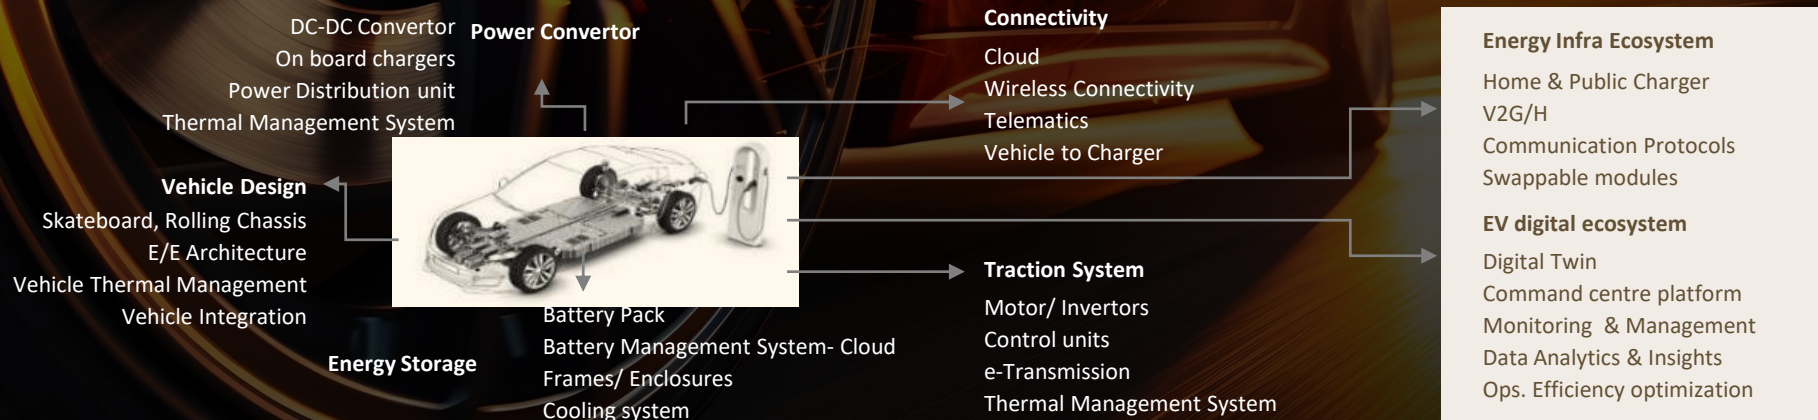 DC-DC Convertor
On board chargers
Power Distribution unit
Thermal Management System
Power Convertor
Vehicle Design
Skateboard, Rolling Chassis
E/E Architecture
Vehicle Thermal Management
Vehicle Integration
Energy Storage
Battery Pack
Battery Management System- Cloud
Frames/ Enclosures
Cooling system
Connectivity
Cloud
Wireless Connectivity
Telematics
Vehicle to Charger
Traction System
Motor/ Invertors
Control units
e-Transmission
Thermal Management System
Energy Infra Ecosystem
Home & Public Charger
V2G/H
Communication Protocols
Swappable modules
EV digital ecosystem
Digital Twin
Command centre platform
Monitoring & Management
Data Analytics & Insights
Ops. Efficiency optimization